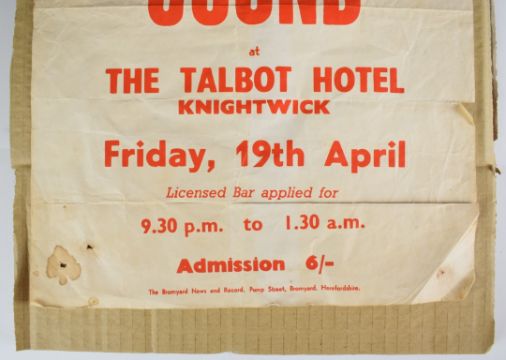 SOUND
at
THE TALBOT HOTEL
KNIGHTWICK
Friday, 19th April
Licensed Bar applied for
9.30 p.m. to 1.30 a.m.
Admission 6/-
The Bromyard News and Record, Pump Street, Bromyard, Herefordshire.